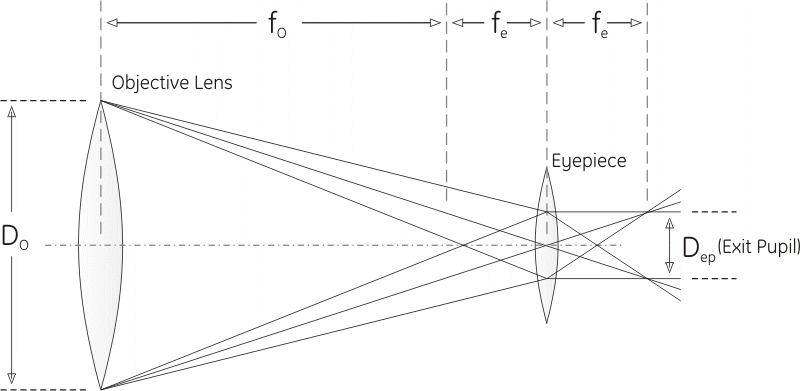 fo fe fe
Objective Lens
Eyepiece
Do
Dep (Exit Pupil)